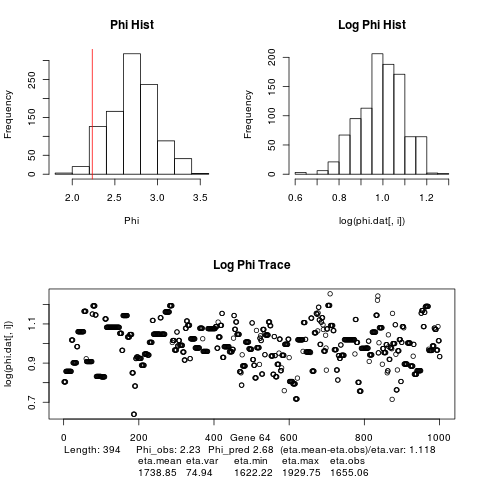 Phi Hist
Log Phi Hist
Frequency
0 50 150 300
2.0 2.5 3.0 3.5
Phi
Frequency
0 50 100 150 200
0.6 0.8 1.0 1.2
log(phi.dat[, i])
Log Phi Trace
log(phi.dat[, i])
0.7 0.9 1.1
0 200 400 600 800 1000
Gene 64
Length: 394 Phi_obs: 2.23 Phi_pred 2.68 (eta.mean-eta.obs)/eta.var: 1.118
eta.mean eta.var eta.min eta.max eta.obs
1738.85 74.94 1622.22 1929.75 1655.06